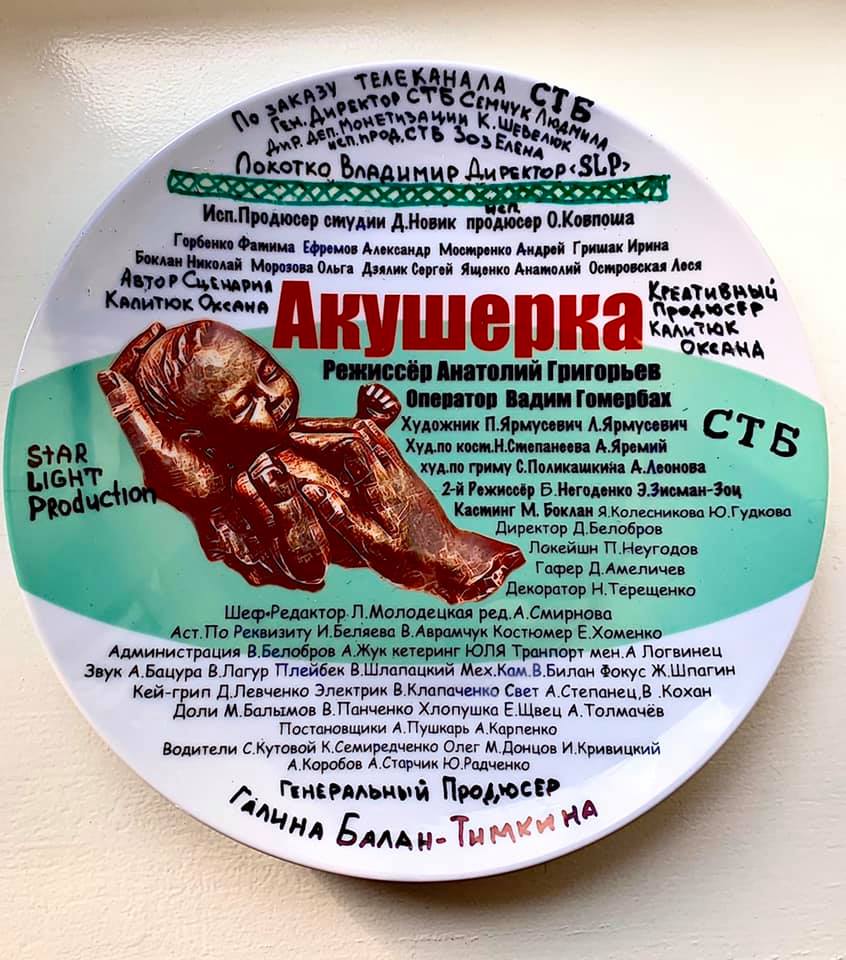 По заказу телеканала СТБ
Ген. Директор СТБ Семчук Людмила
Дир. Деп. Монетизации К. Шевелюк
исп. прод. СТБ Зоз Елена
Локотко Владимир Директор <SLP>
исп
Исп.Продюсер студии Д.Новик продюсер О.Ковпоша
Горбенко Фатима Ефремов Александр Мостренко Андрей Гришак Ирина
Боклан Николай Морозова Ольга Дзялик Сергей Ященко Анатолий Островская Леся
Автор Сценария
Калитюк Оксана
Акушерка
Креативный
Продюсер
Калитюк
Оксана
Режиссёр Анатолий Григорьев
Оператор Вадим Гомербах
Художник П.Ярмусевич Л.Ярмусевич
СТБ
Худ.по кост.Н.Степанеева А.Яремий
худ.по гриму С.Поликашкина А.Леонова
StAR
LIGHT
Production
2-й Режиссёр Б.Негоденко Э.Зисман-Зоц
Кастинг М. Боклан Я.Колесникова Ю.Гудкова
Директор Д.Белобров
Локейшн П.Неугодов
Гафер Д.Амеличев
Декоратор Н.Терещенко
Шеф-Редактор Л.Молодецкая ред.А.Смирнова
Аст.По Реквизиту И.Беляева В.Аврамчук Костюмер Е.Хоменко
Администрация В.Белобров А.Жук кетеринг ЮЛЯ Транпорт мен.А Логвинец
Звук А.Бацура В.Лагур Плейбек В.Шлапацкий Мех.Кам.В.Билан Фокус Ж.Шпагин
Кей-грип Д.Левченко Электрик В.Клапаченко Свет А.Степанец,В .Кохан
Доли М.Балымов В.Панченко Хлопушка Е.Щвец А.Толмачёв
Постановщики А.Пушкарь А.Карпенко
Водители С.Кутовой К.Семиредченко Олег М.Донцов И.Кривицкий
А.Коробов А.Старчик Ю.Радченко
Генеральный Продюсер
Галина Балан-Тимкина